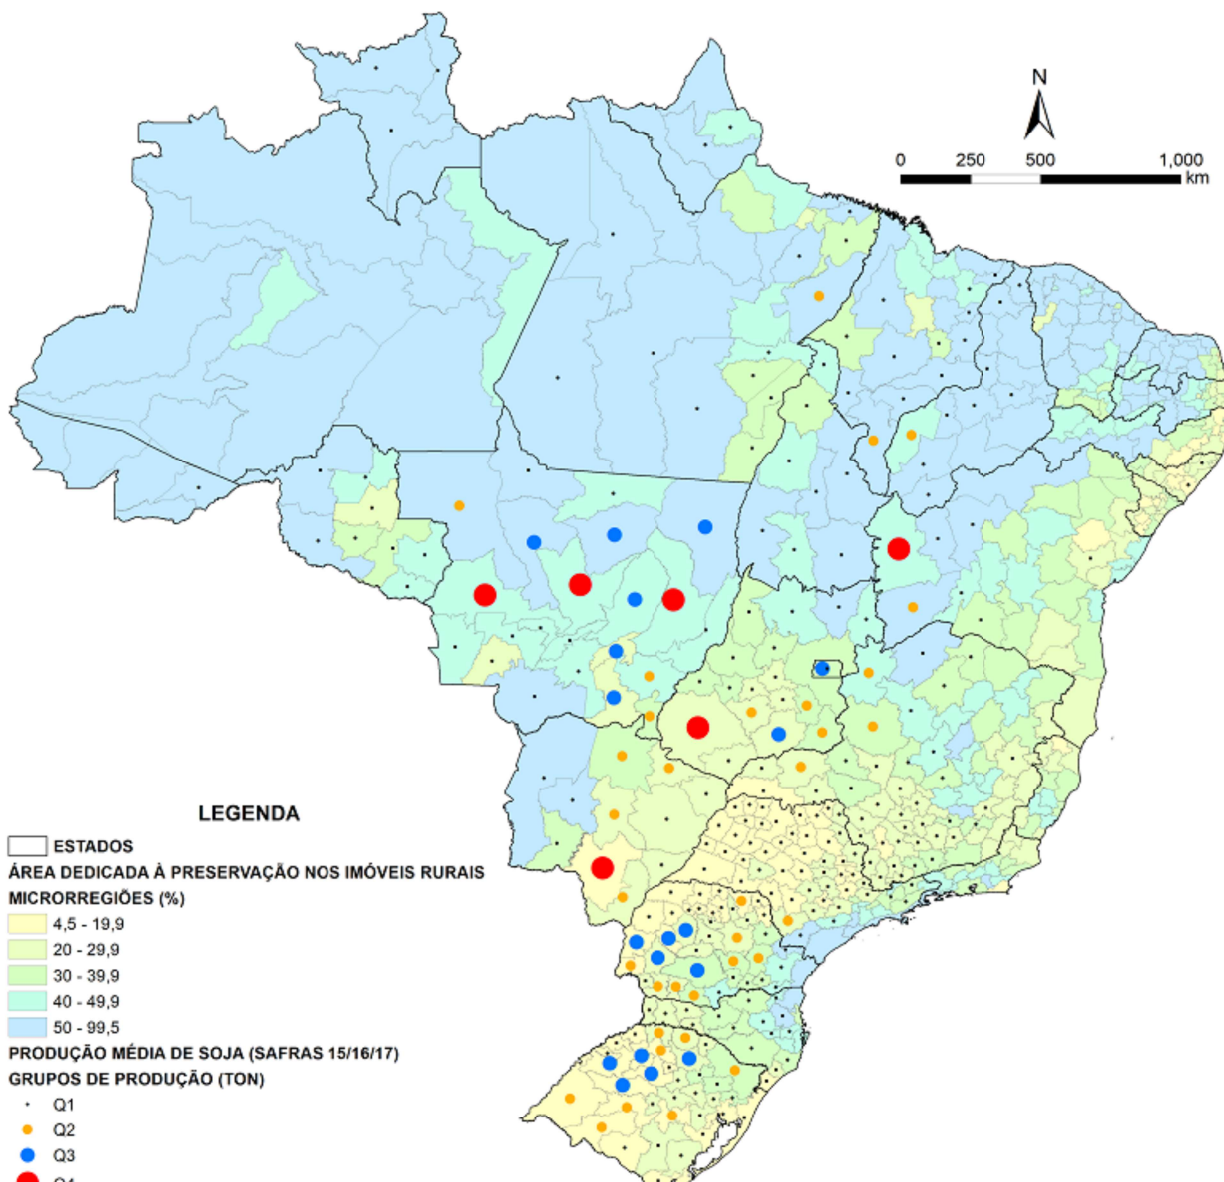 N
0 250 500 1,000
km
LEGENDA
ESTADOS
ÁREA DEDICADA À PRESERVAÇÃO NOS IMÓVEIS RURAIS
MICRORREGIÕES (%)
4,5 - 19,9
20 - 29,9
30 - 39,9
40 - 49,9
50 - 99,5
PRODUÇÃO MÉDIA DE SOJA (SAFRAS 15/16/17)
GRUPOS DE PRODUÇÃO (TON)
Q1
Q2
Q3
Q4